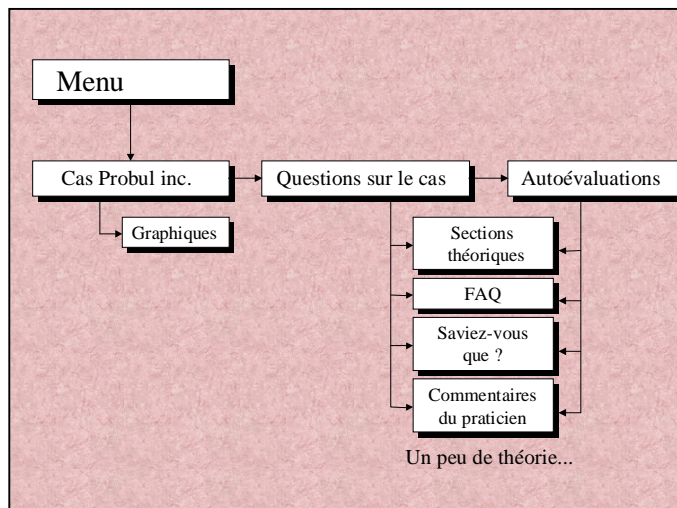 Menu
Cas Probul inc.
Questions sur le cas
Autoévaluations
Graphiques
Sections
théoriques
FAQ
Saviez-vous
que ?
Commentaires
du praticien
Un peu de théorie...